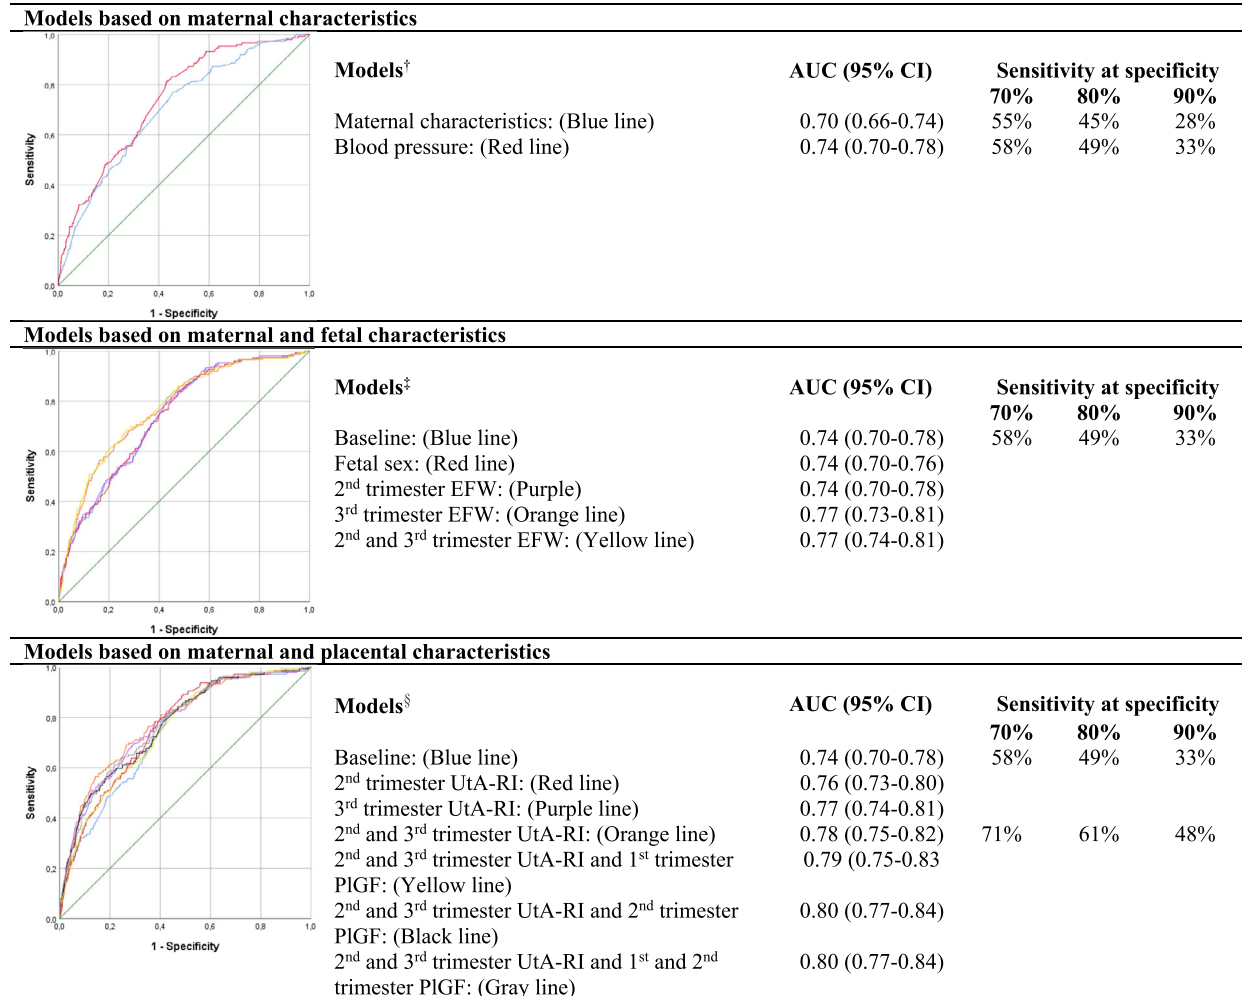 Models based on maternal characteristics
1,0
0,8
0,6
0,4
0,2
0,0
0,0 0,2 0,4 0,6 0,8 1,0
Sensitivity
1 - Specificity
Models† AUC (95% CI) Sensitivity at specificity
70% 80% 90%
Maternal characteristics: (Blue line) 0.70 (0.66-0.74) 55% 45% 28%
Blood pressure: (Red line) 0.74 (0.70-0.78) 58% 49% 33%
Models based on maternal and fetal characteristics
1,0
0,8
0,6
0,4
0,2
0,0
0,0 0,2 0,4 0,6 0,8 1,0
Sensitivity
1 - Specificity
Models‡ AUC (95% CI) Sensitivity at specificity
70% 80% 90%
Baseline: (Blue line) 0.74 (0.70-0.78) 58% 49% 33%
Fetal sex: (Red line) 0.74 (0.70-0.76)
2nd trimester EFW: (Purple) 0.74 (0.70-0.78)
3rd trimester EFW: (Orange line) 0.77 (0.73-0.81)
2nd and 3rd trimester EFW: (Yellow line) 0.77 (0.74-0.81)
Models based on maternal and placental characteristics
1,0
0,8
0,6
0,4
0,2
0,0
0,0 0,2 0,4 0,6 0,8 1,0
Sensitivity
1 - Specificity
Models§ AUC (95% CI) Sensitivity at specificity
70% 80% 90%
Baseline: (Blue line) 0.74 (0.70-0.78) 58% 49% 33%
2nd trimester UtA-RI: (Red line) 0.76 (0.73-0.80)
3rd trimester UtA-RI: (Purple line) 0.77 (0.74-0.81)
2nd and 3rd trimester UtA-RI: (Orange line) 0.78 (0.75-0.82) 71% 61% 48%
2nd and 3rd trimester UtA-RI and 1st trimester 0.79 (0.75-0.83
PlGF: (Yellow line)
2nd and 3rd trimester UtA-RI and 2nd trimester 0.80 (0.77-0.84)
PlGF: (Black line)
2nd and 3rd trimester UtA-RI and 1st and 2nd 0.80 (0.77-0.84)
trimester PlGF: (Gray line)